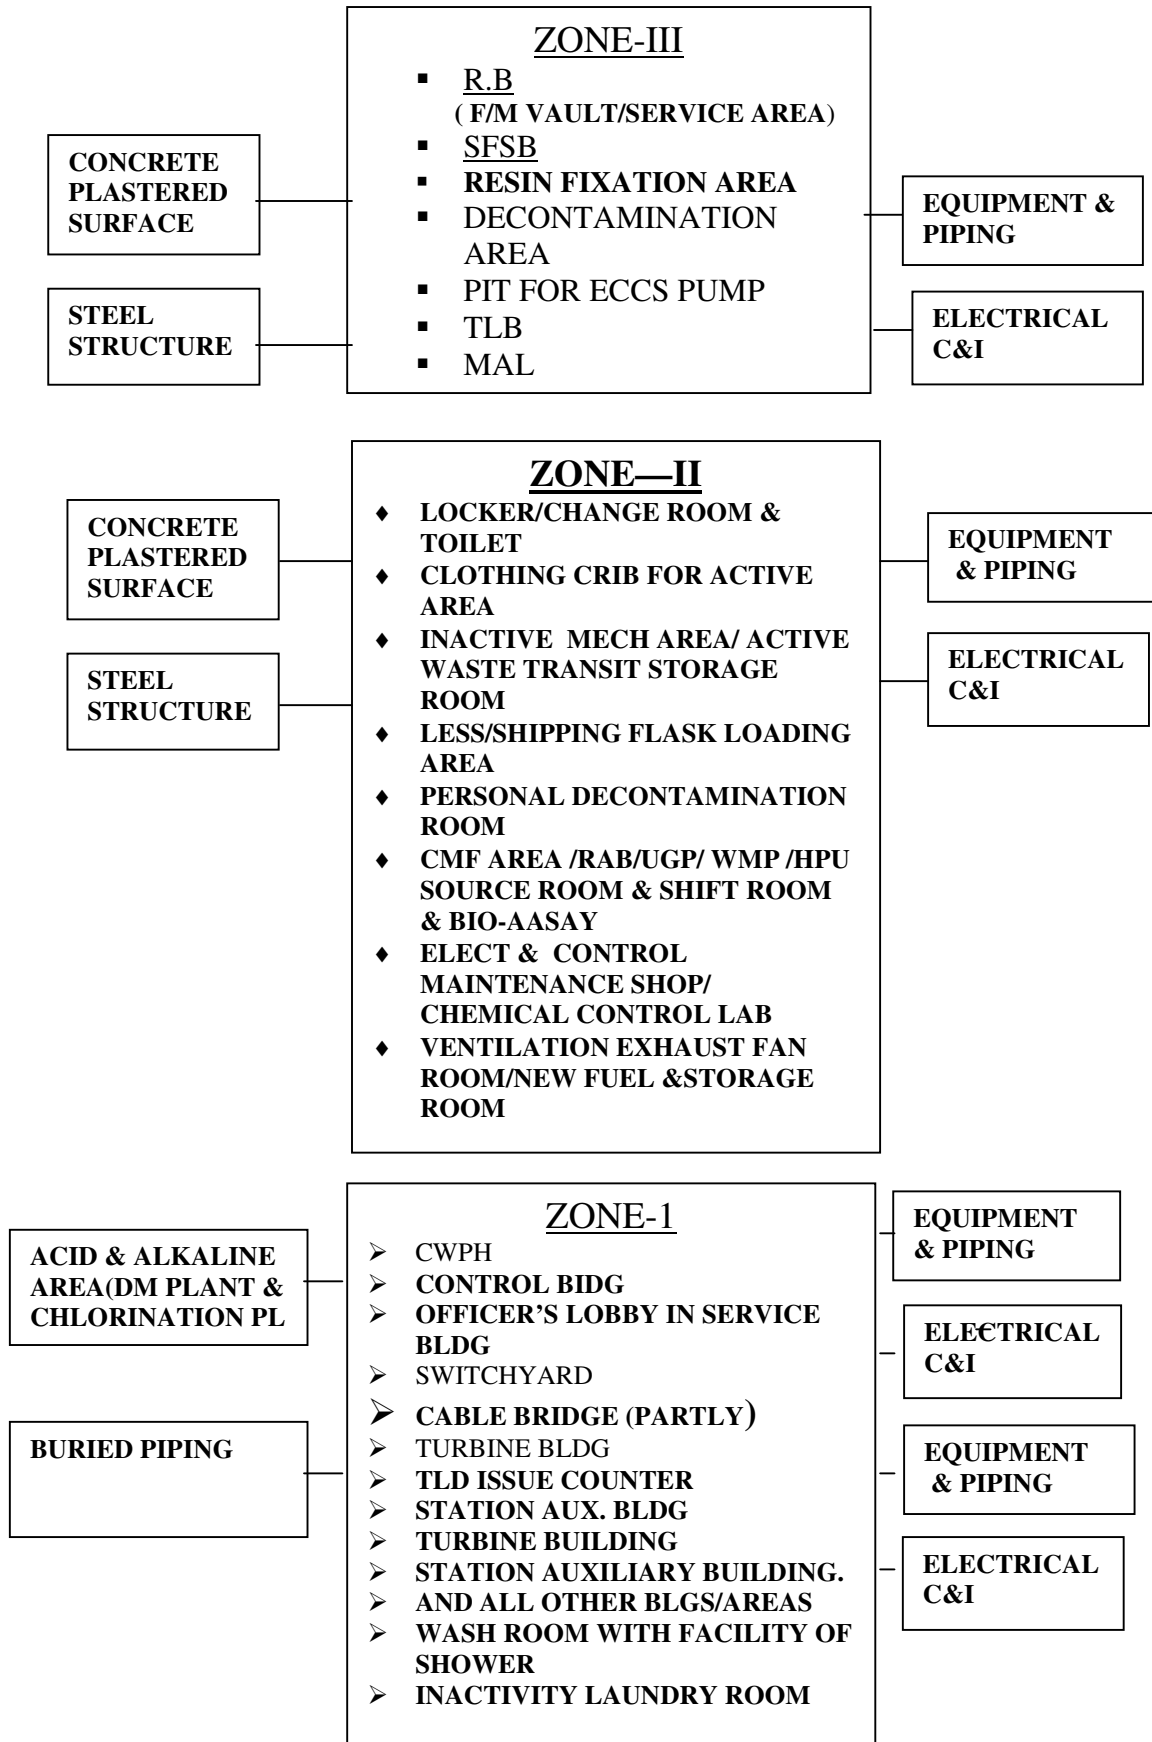 ZONE-III
R.B
( F/M VAULT/SERVICE AREA)
SFSB
RESIN FIXATION AREA
DECONTAMINATION
AREA
PIT FOR ECCS PUMP
TLB
MAL
CONCRETE
PLASTERED
SURFACE
STEEL
STRUCTURE
EQUIPMENT &
PIPING
ELECTRICAL
C&I
ZONE—II
LOCKER/CHANGE ROOM &
TOILET
CLOTHING CRIB FOR ACTIVE
AREA
INACTIVE MECH AREA/ ACTIVE
WASTE TRANSIT STORAGE
ROOM
LESS/SHIPPING FLASK LOADING
AREA
PERSONAL DECONTAMINATION
ROOM
CMF AREA /RAB/UGP/ WMP /HPU
SOURCE ROOM & SHIFT ROOM
& BIO-AASAY
ELECT & CONTROL
MAINTENANCE SHOP/
CHEMICAL CONTROL LAB
VENTILATION EXHAUST FAN
ROOM/NEW FUEL &STORAGE
ROOM
CONCRETE
PLASTERED
SURFACE
STEEL
STRUCTURE
EQUIPMENT
& PIPING
ELECTRICAL
C&I
ZONE-1
CWPH
CONTROL BIDG
OFFICER’S LOBBY IN SERVICE
BLDG
SWITCHYARD
CABLE BRIDGE (PARTLY)
TURBINE BLDG
TLD ISSUE COUNTER
STATION AUX. BLDG
TURBINE BUILDING
STATION AUXILIARY BUILDING.
AND ALL OTHER BLGS/AREAS
WASH ROOM WITH FACILITY OF
SHOWER
INACTIVITY LAUNDRY ROOM
ACID & ALKALINE
AREA(DM PLANT &
CHLORINATION PL
BURIED PIPING
EQUIPMENT
& PIPING
ELECTRICAL
C&I
EQUIPMENT
& PIPING
ELECTRICAL
C&I